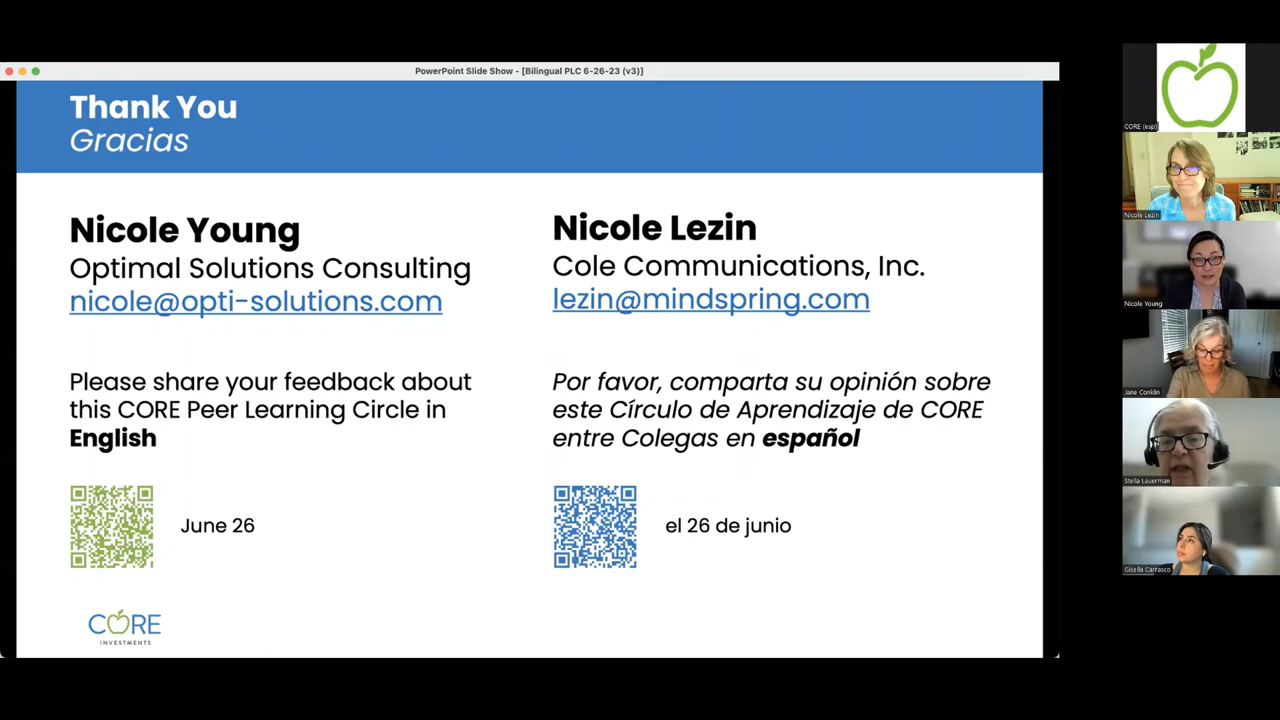 PowerPoint Slide Show - [Bilingual PLC 6-26-23 (v3)]
Thank You
Gracias
Nicole Young
Optimal Solutions Consulting
nicole@opti-solutions.com
Please share your feedback about
this CORE Peer Learning Circle in
English
June 26
Nicole Lezin
Cole Communications, Inc.
lezin@mindspring.com
Por favor, comparta su opinión sobre
este Círculo de Aprendizaje de CORE
entre Colegas en español
el 26 de junio
CORE
INVESTMENTS
CORE (esp)
Nicole Lezin
Nicole Young
Jane Conklin
Stella Lauerman
Gisella Carrasco